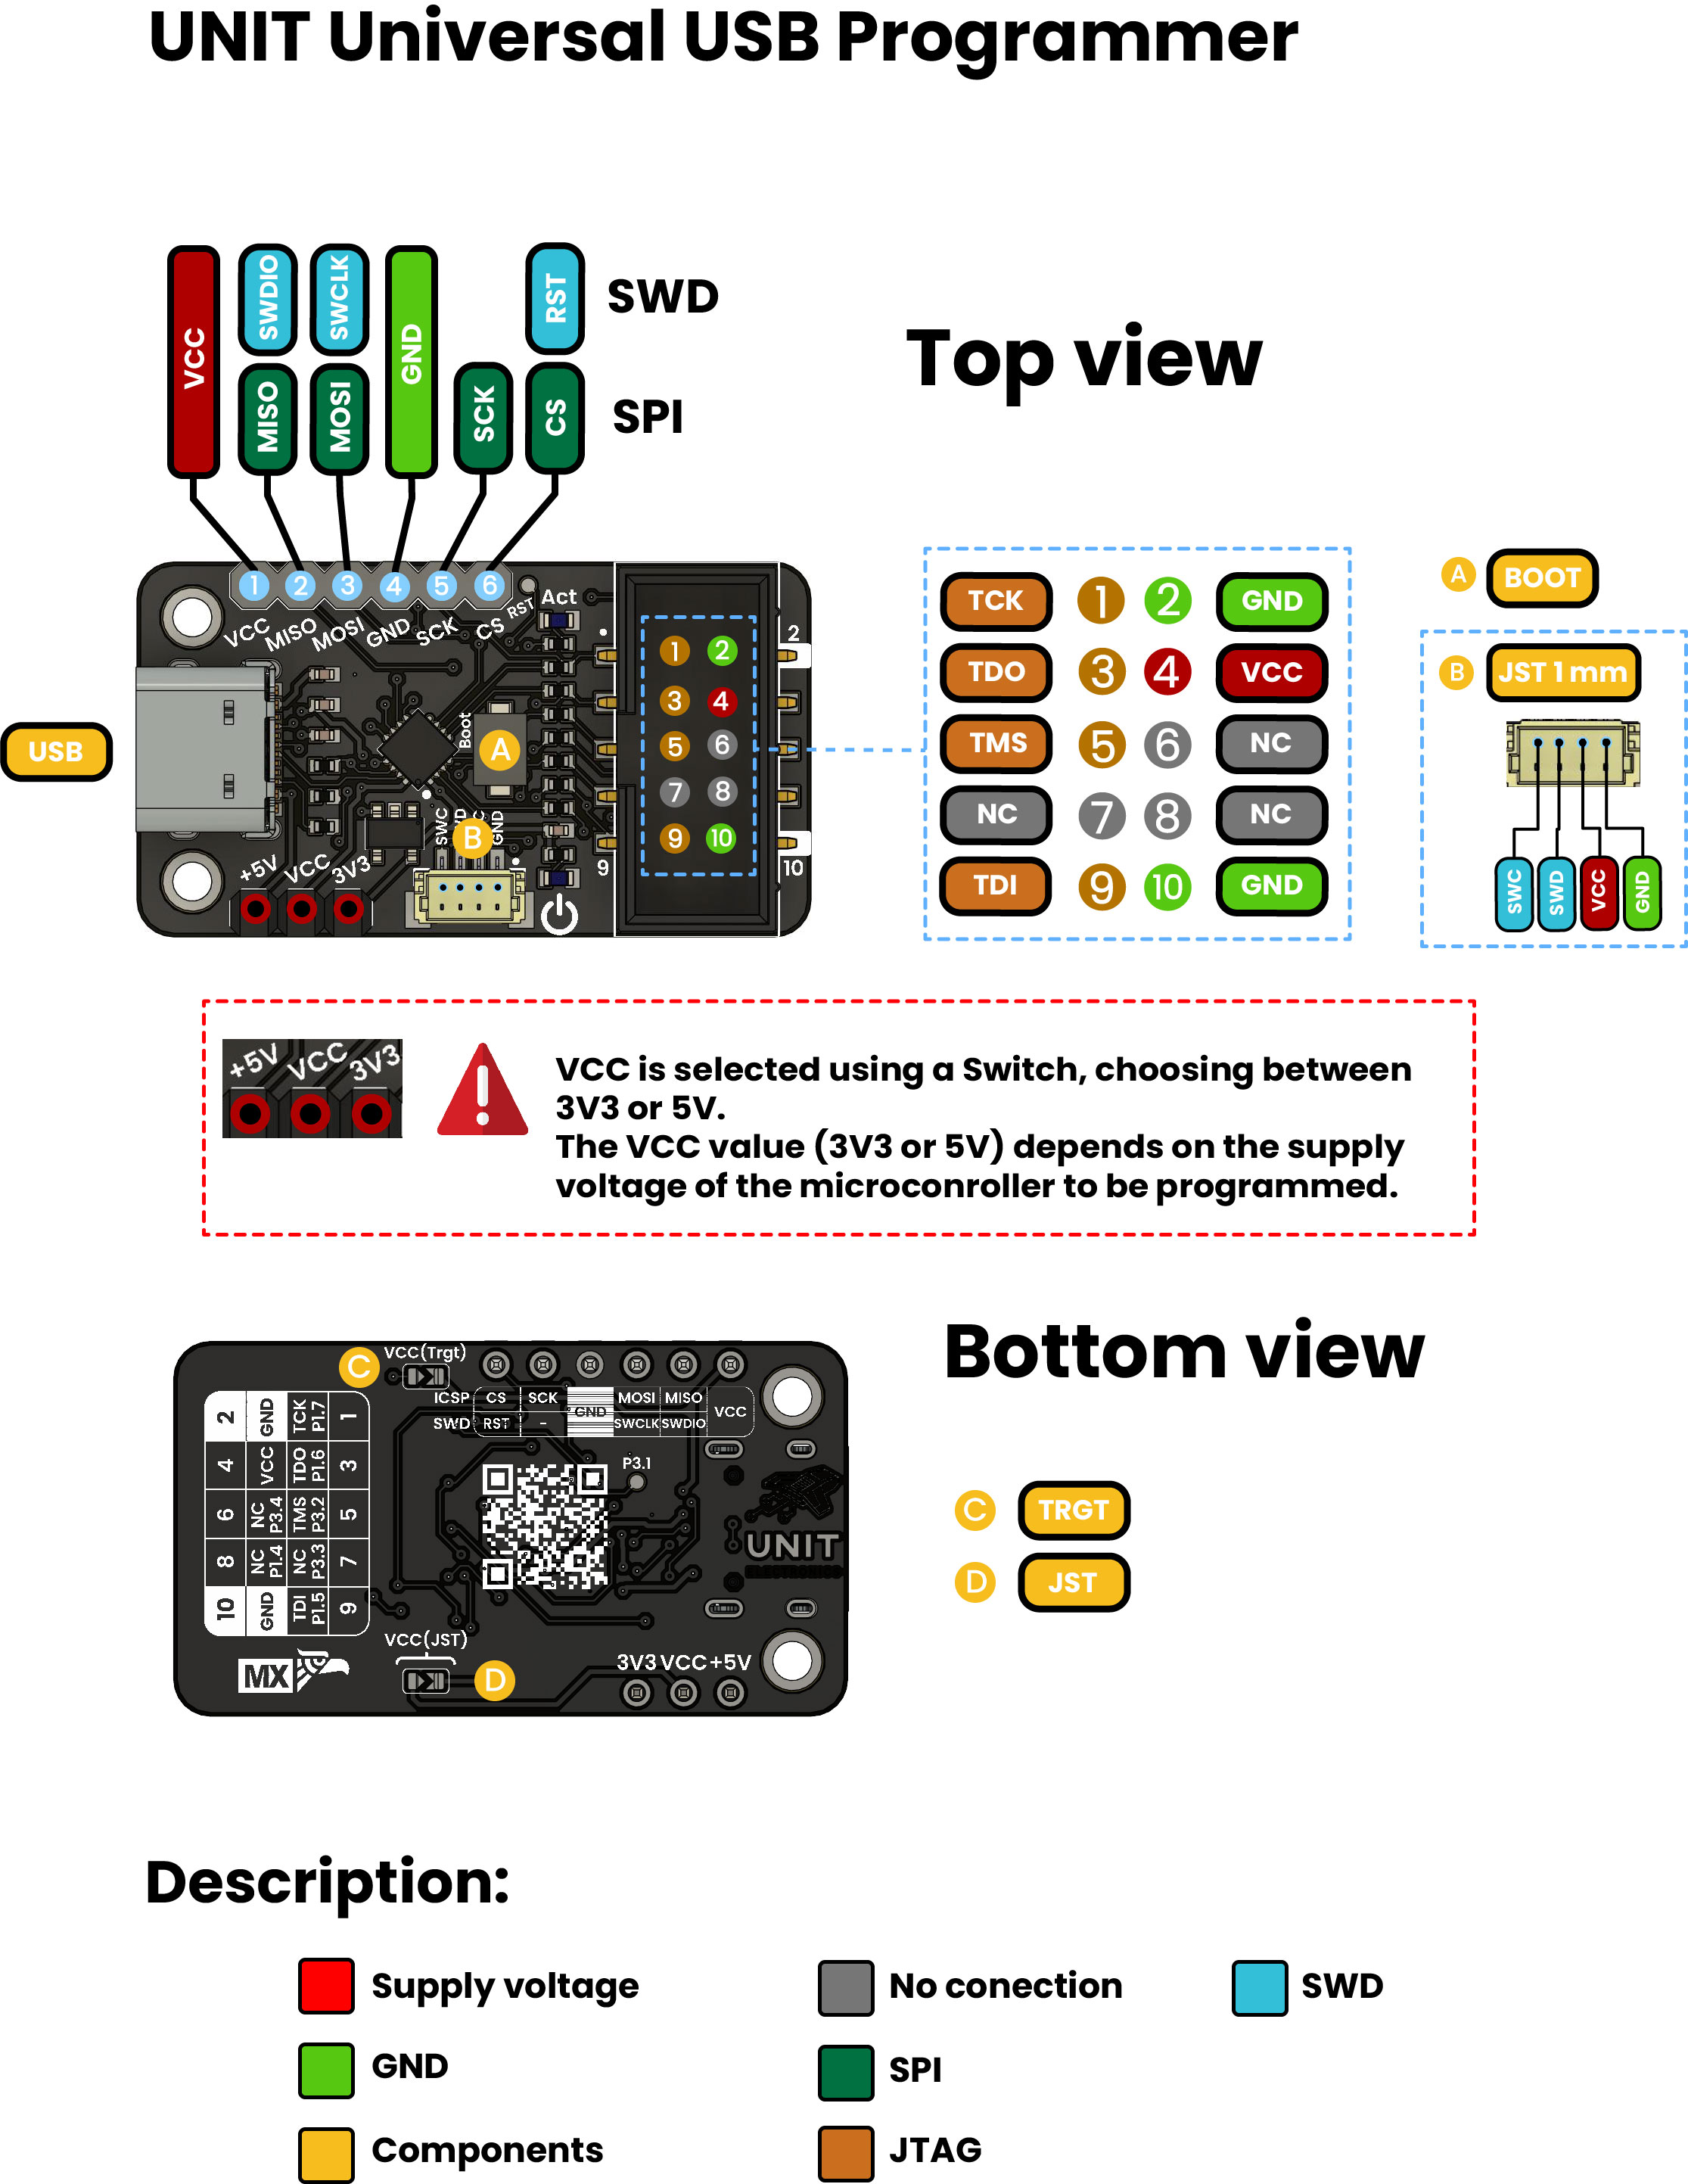 UNIT Universal USB Programmer
VCC
SWDIO
SWCLK
GND
RST
SWD
MISO
MOSI
SCK
CS
SPI
Top view
1 2 3 4 5 6
VCC MISO MOSI GND SCK CS RST
Act
2
1 2
3 4
5 6
7 8
9 10
9
10
Boot
A
USB
SWC
GND
B
+5V VCC 3V3
TCK 1 2 GND
TDO 3 4 VCC
TMS 5 6 NC
NC 7 8 NC
TDI 9 10 GND
A BOOT
B JST 1 mm
SWC SWD VCC GND
+5V VCC 3V3
!
VCC is selected using a Switch, choosing between
3V3 or 5V.
The VCC value (3V3 or 5V) depends on the supply
voltage of the microconroller to be programmed.
Bottom view
C VCC(Trgt)
ICSP CS SCK GND MOSI MISO VCC
SWD RST - SWCLK SWDIO
2 GND TCK P1.7 1
4 VCC TDO P1.6 3
6 NC P3.4 TMS P3.2 5
8 NC P1.4 NC P3.3 7
10 GND TDI P1.5 9
P3.1
UNIT
ELECTRONICS
VCC(JST)
MX
D
3V3 VCC +5V
C TRGT
D JST
Description:
Supply voltage
No conection
SWD
GND
SPI
Components
JTAG